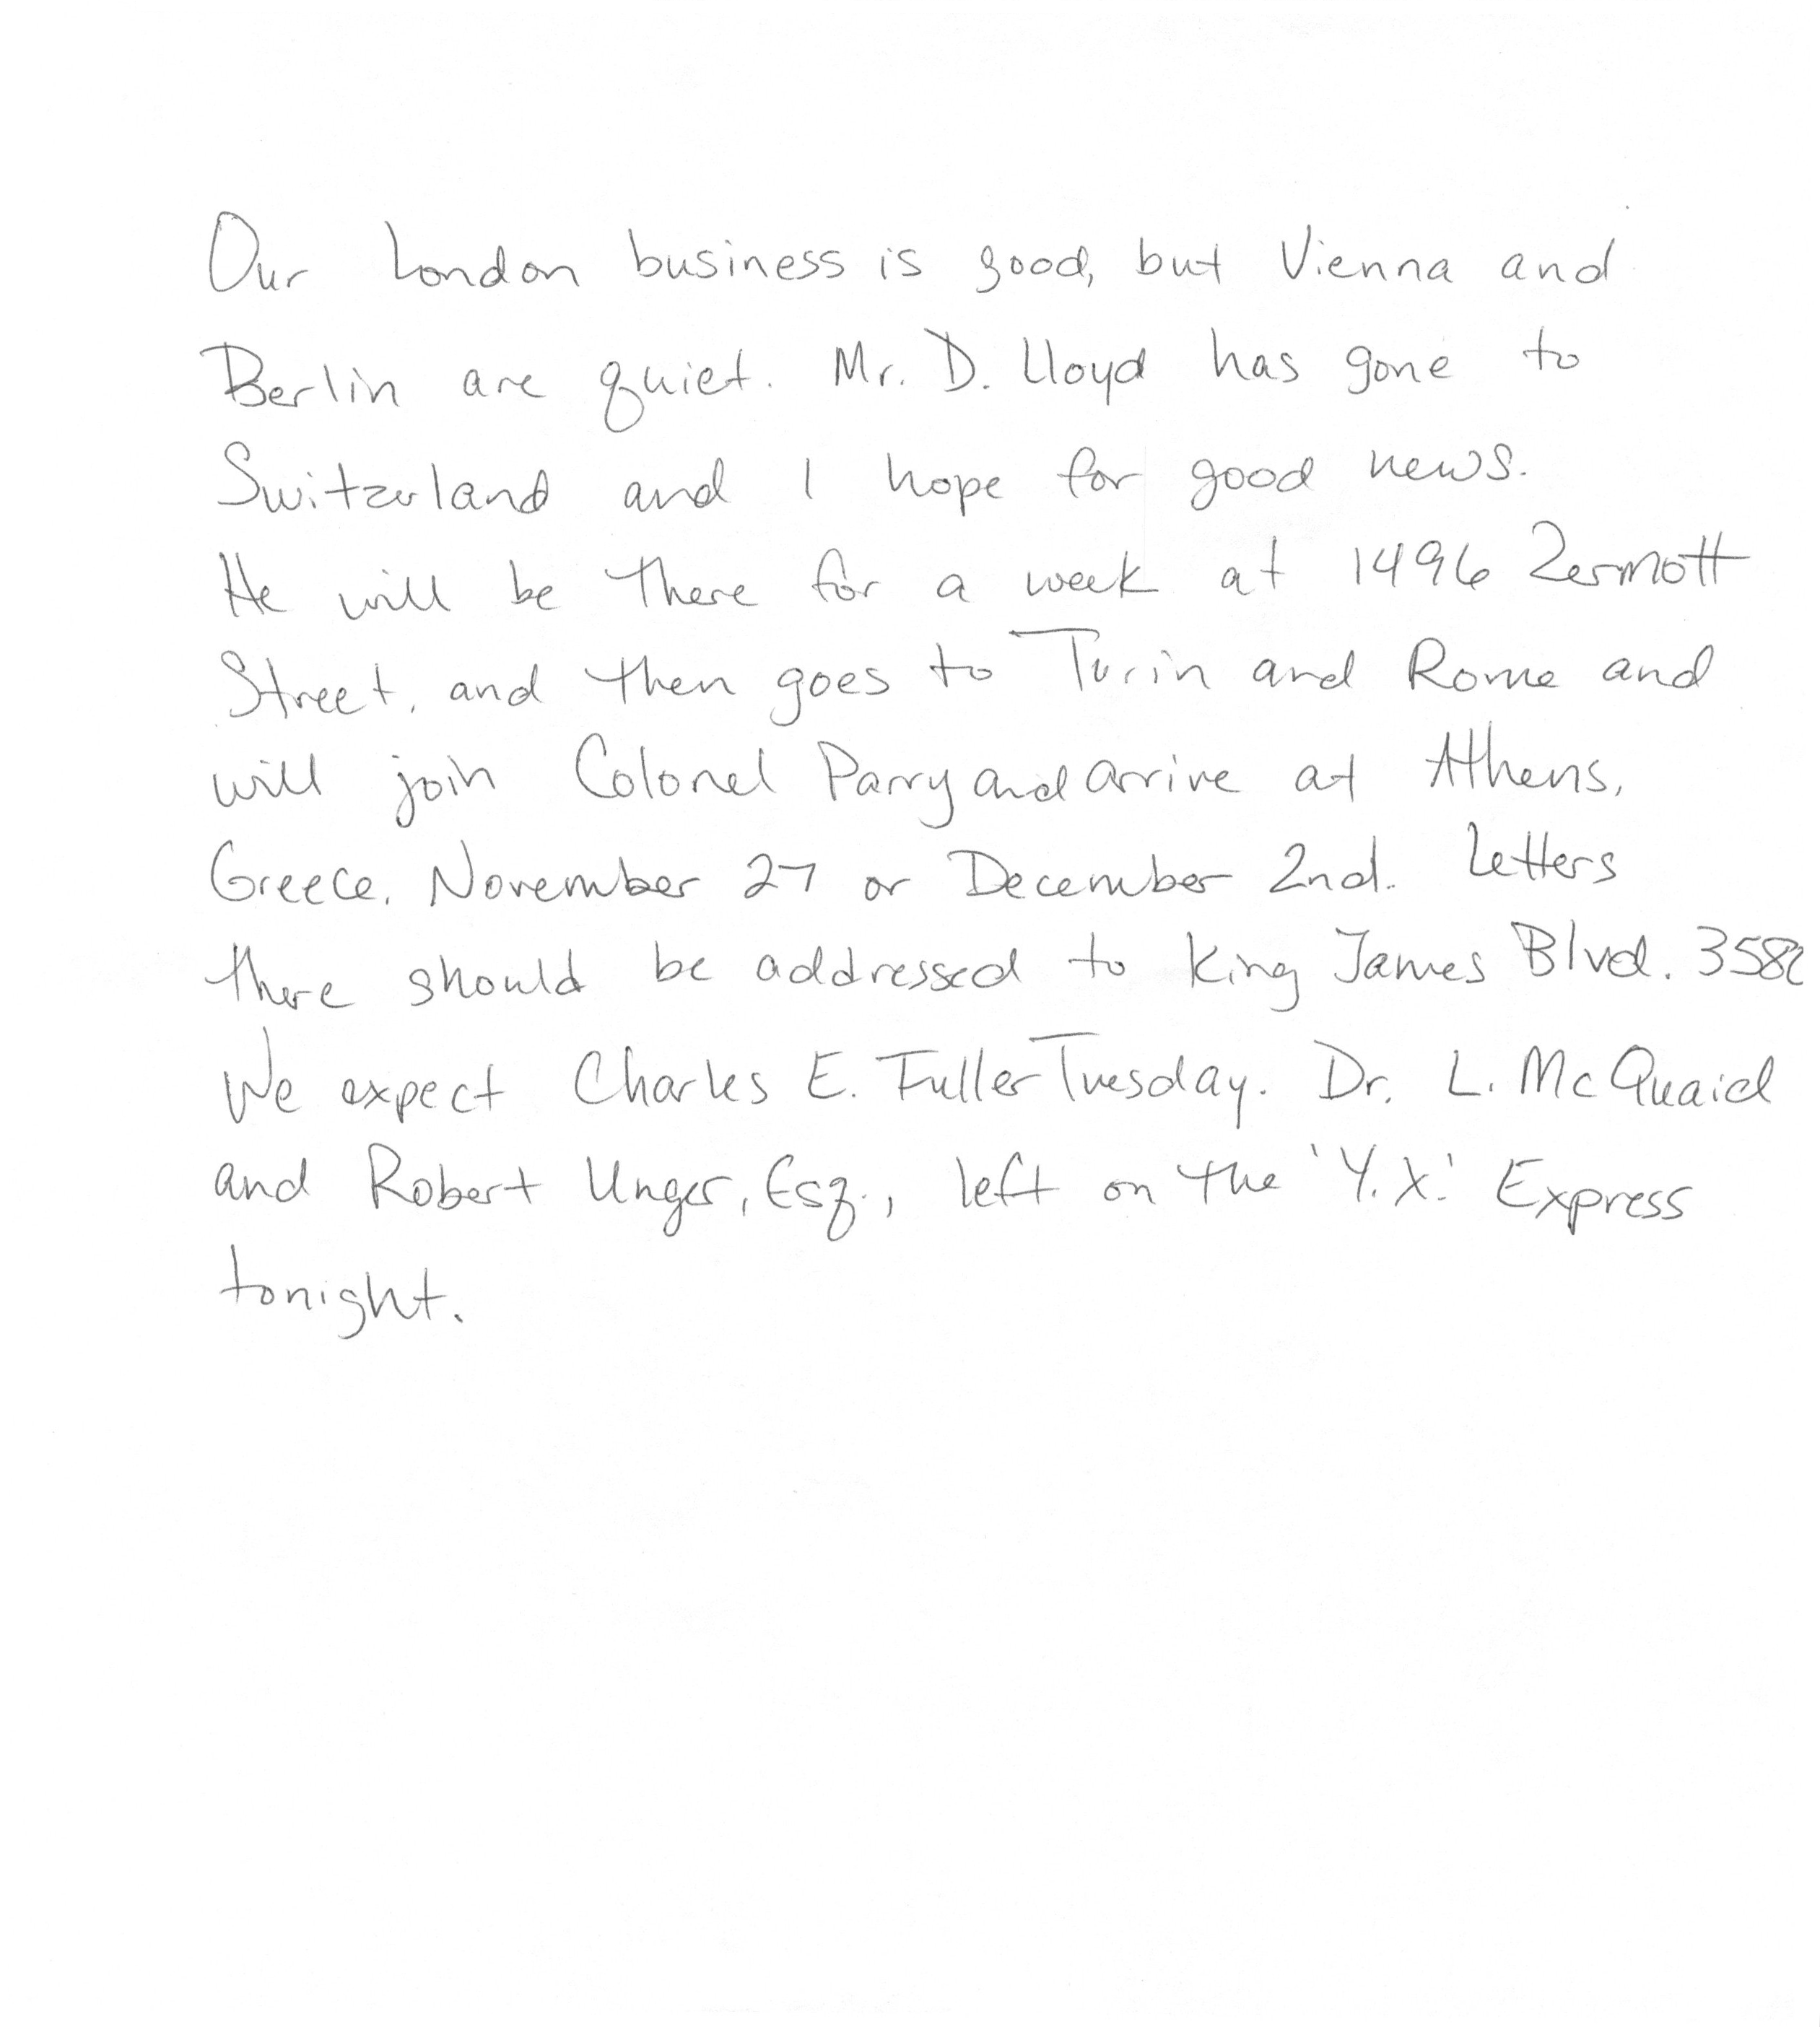 Our London business is good, but Vienna and
Berlin are quiet. Mr. D. Lloyd has gone to
Switzerland and I hope for good news.
He will be there for a week at 1496 Zermott
Street, and then goes to Turin and Rome and
will join Colonel Parry and arrive at Athens,
Greece, November 27 or December 2nd. Letters
there should be addressed to King James Blvd. 3582
We expect Charles E. Fuller Tuesday. Dr. L. McQuaid
and Robert Unger, Esq., left on the 'Y.X.' Express
tonight.